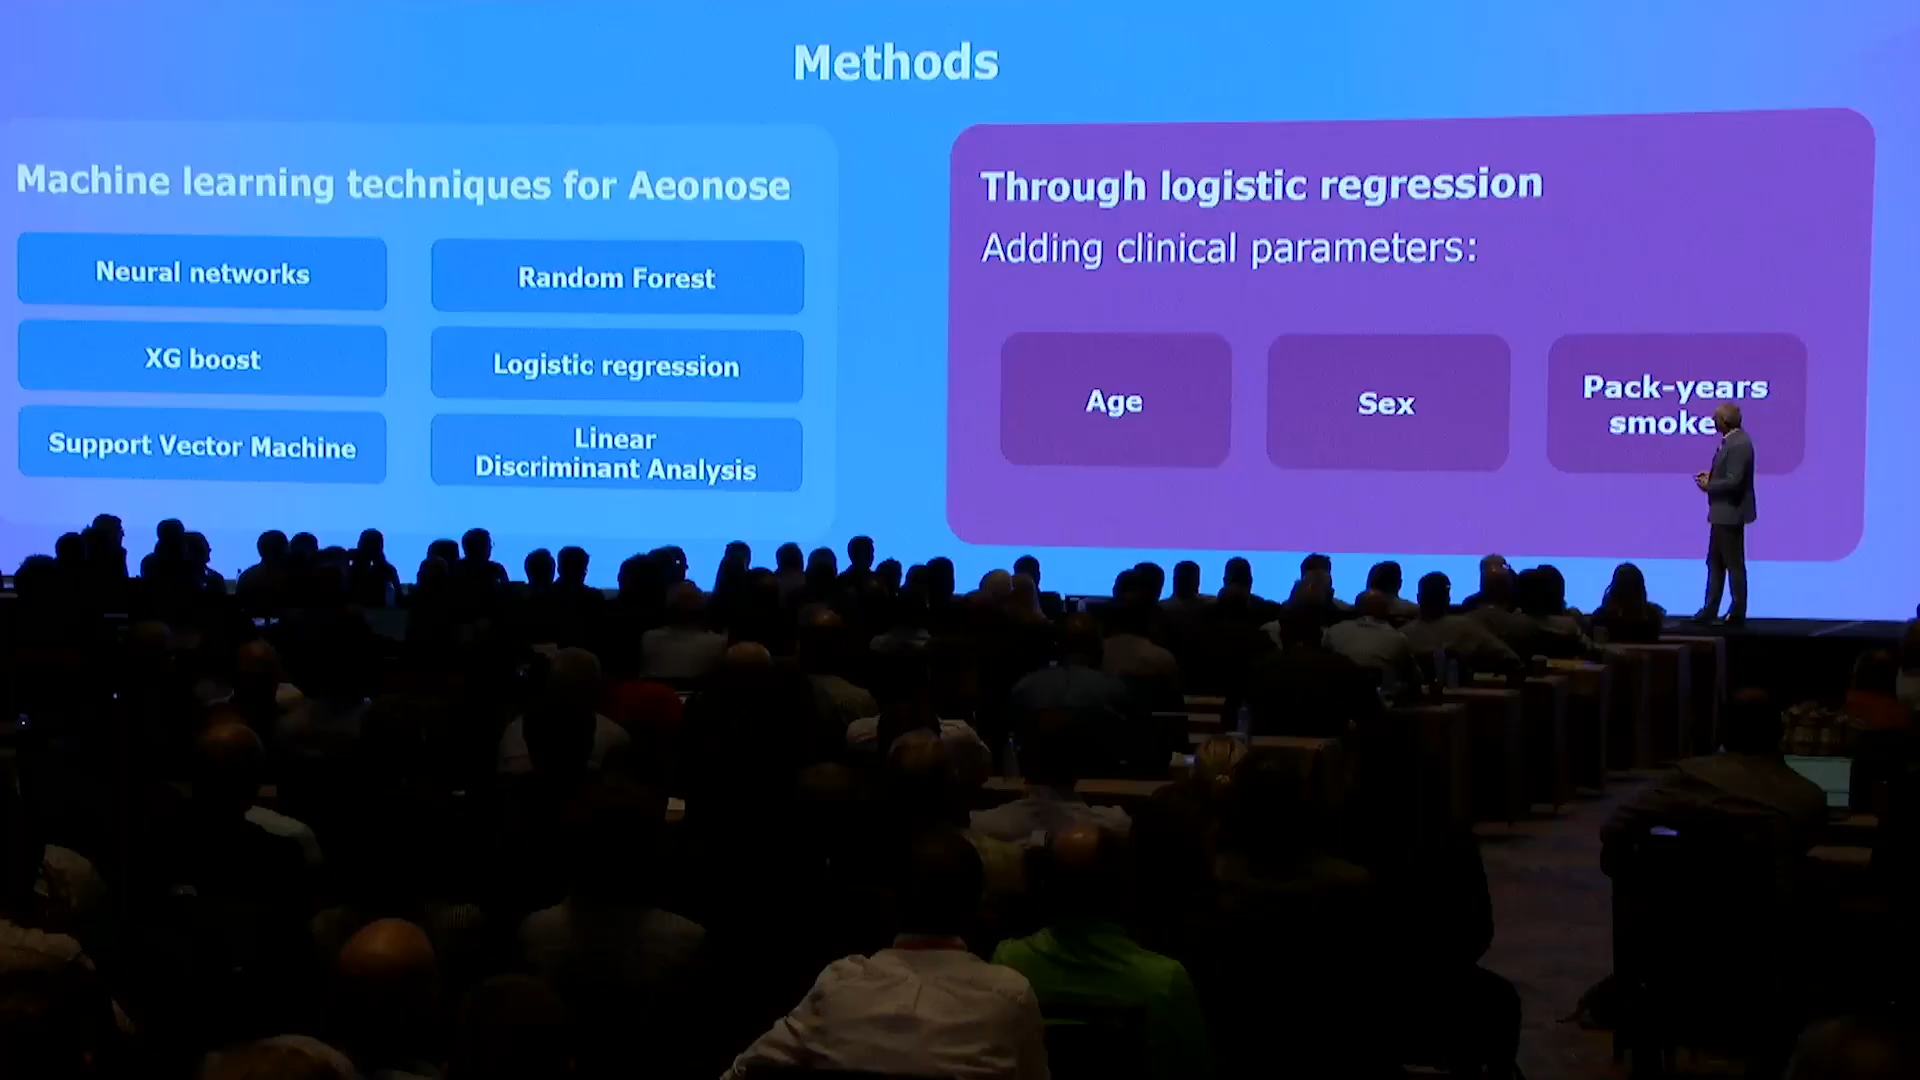 Methods
Machine learning techniques for Aeonose
Neural networks
Random Forest
XG boost
Logistic regression
Support Vector Machine
Linear
Discriminant Analysis
Through logistic regression
Adding clinical parameters:
Age
Sex
Pack-years
smoke